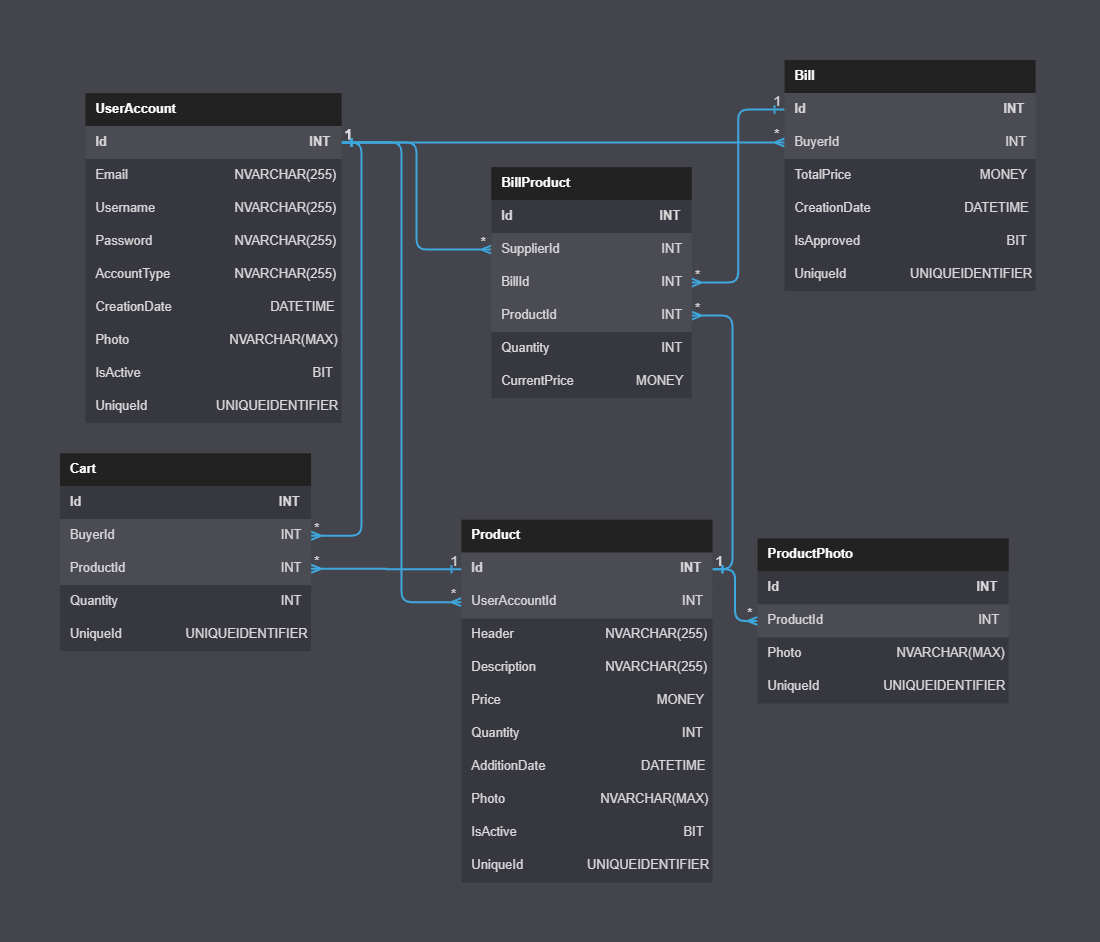 UserAccount
Id INT
Email NVARCHAR(255)
Username NVARCHAR(255)
Password NVARCHAR(255)
AccountType NVARCHAR(255)
CreationDate DATETIME
Photo NVARCHAR(MAX)
IsActive BIT
UniqueId UNIQUEIDENTIFIER
1
Bill
Id INT
BuyerId INT
TotalPrice MONEY
CreationDate DATETIME
IsApproved BIT
UniqueId UNIQUEIDENTIFIER
1
*
BillProduct
Id INT
SupplierId INT
BillId INT
ProductId INT
Quantity INT
CurrentPrice MONEY
*
*
*
Cart
Id INT
BuyerId INT
ProductId INT
Quantity INT
UniqueId UNIQUEIDENTIFIER
*
*
Product
Id INT
UserAccountId INT
Header NVARCHAR(255)
Description NVARCHAR(255)
Price MONEY
Quantity INT
AdditionDate DATETIME
Photo NVARCHAR(MAX)
IsActive BIT
UniqueId UNIQUEIDENTIFIER
1
*
1
ProductPhoto
Id INT
ProductId INT
Photo NVARCHAR(MAX)
UniqueId UNIQUEIDENTIFIER
*